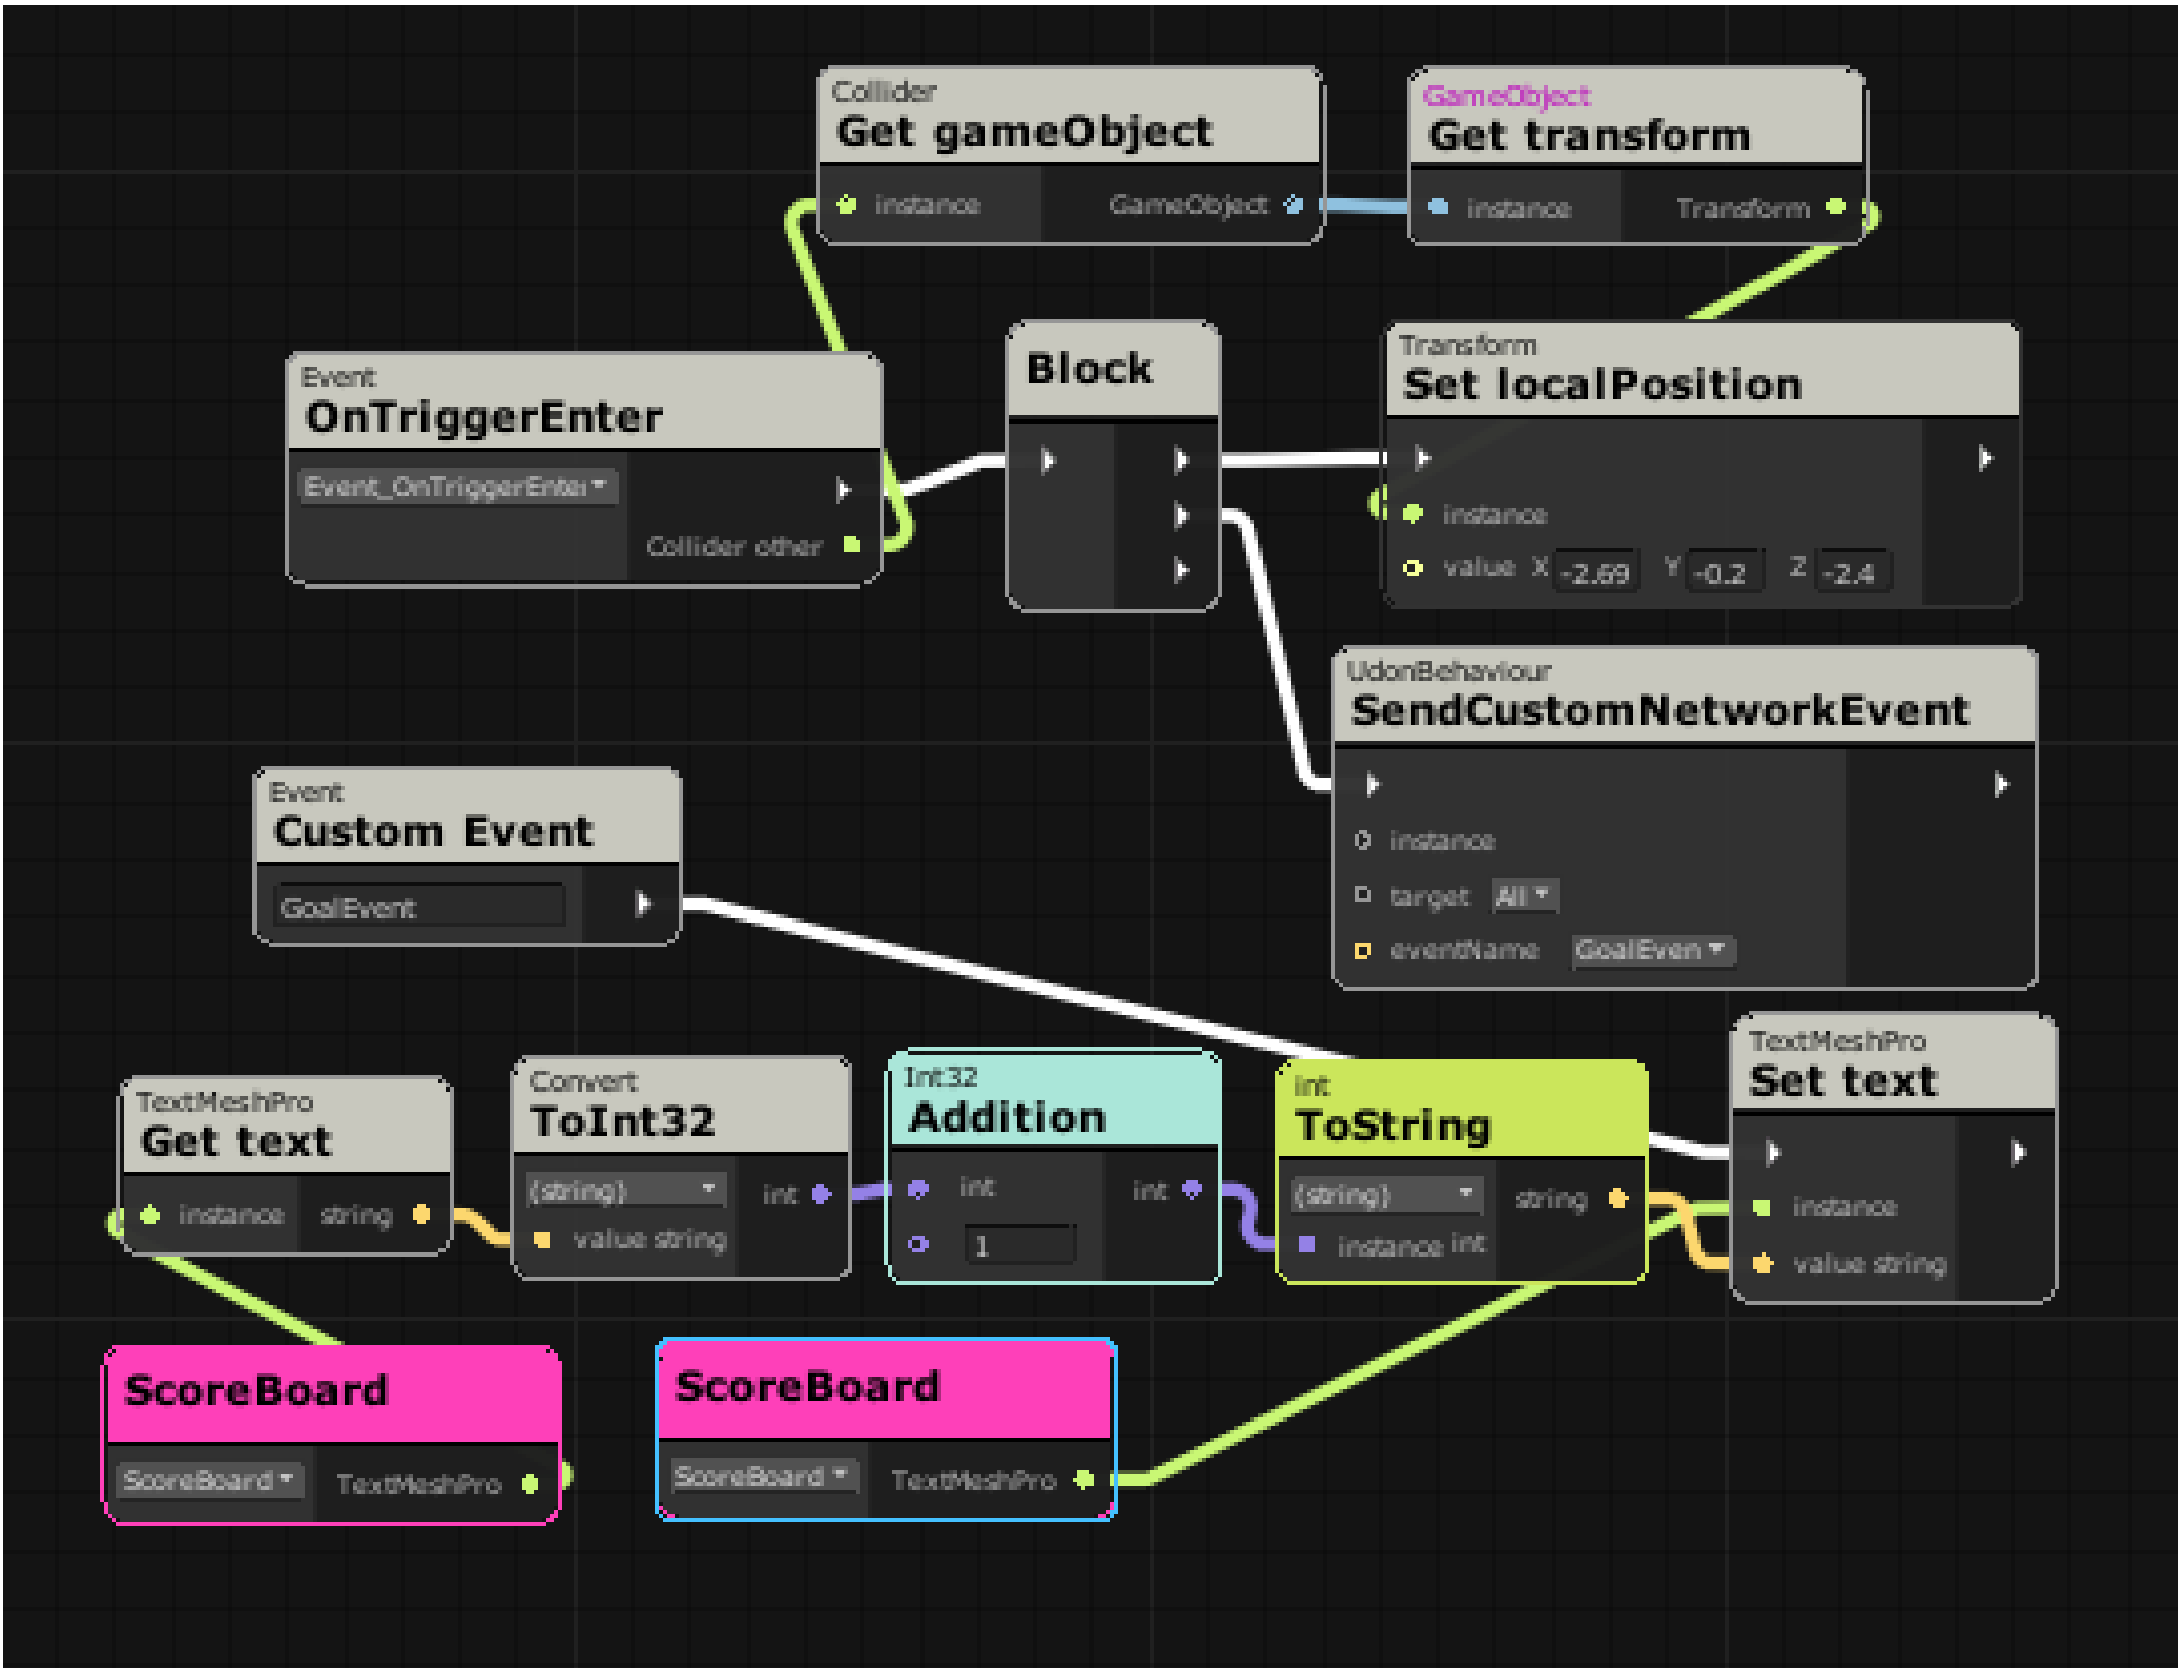 Collider
Get gameObject
instance
GameObject
GameObject
Get transform
instance
Transform
Event
OnTriggerEnter
Event_OnTriggerEnter
Collider other
Block
Transform
Set localPosition
instance
value X -2.69 Y -0.2 Z -2.4
UdonBehaviour
SendCustomNetworkEvent
instance
target All
eventName GoalEven
Event
Custom Event
GoalEvent
TextMeshPro
Get text
instance
string
Convert
ToInt32
(string)
int
value string
Int32
Addition
int
int
1
int
ToString
(string)
string
instance int
TextMeshPro
Set text
instance
value string
ScoreBoard
ScoreBoard
TextMeshPro
ScoreBoard
ScoreBoard
TextMeshPro